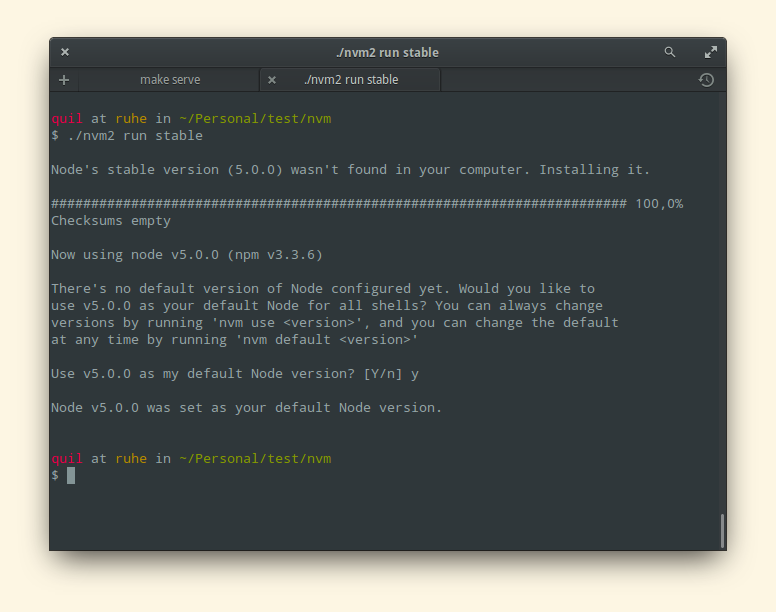 ./nvm2 run stable
make serve
./nvm2 run stable
quil at ruhe in ~/Personal/test/nvm
$ ./nvm2 run stable
Node's stable version (5.0.0) wasn't found in your computer. Installing it.
######################################################################## 100,0%
Checksums empty
Now using node v5.0.0 (npm v3.3.6)
There's no default version of Node configured yet. Would you like to
use v5.0.0 as your default Node for all shells? You can always change
versions by running 'nvm use <version>', and you can change the default
at any time by running 'nvm default <version>'
Use v5.0.0 as my default Node version? [Y/n] y
Node v5.0.0 was set as your default Node version.
quil at ruhe in ~/Personal/test/nvm
$